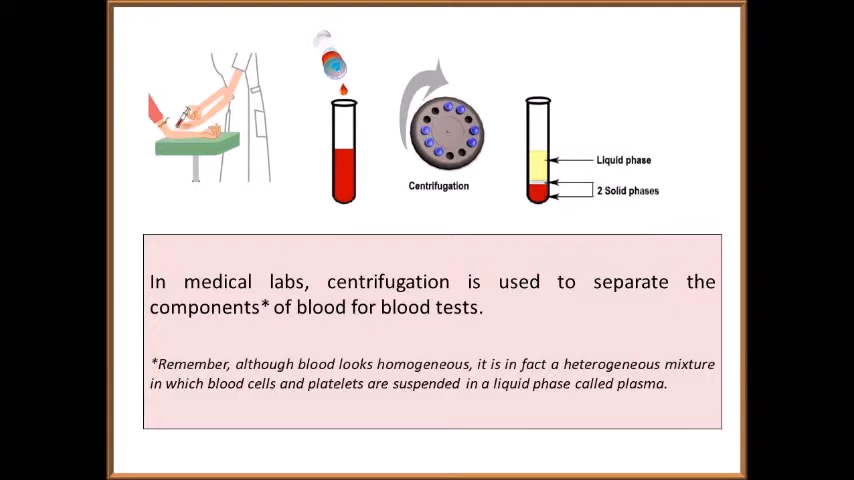 Liquid phase
Centrifugation
2 Solid phases
In medical labs, centrifugation is used to separate the
components* of blood for blood tests.
*Remember, although blood looks homogeneous, it is in fact a heterogeneous mixture
in which blood cells and platelets are suspended in a liquid phase called plasma.